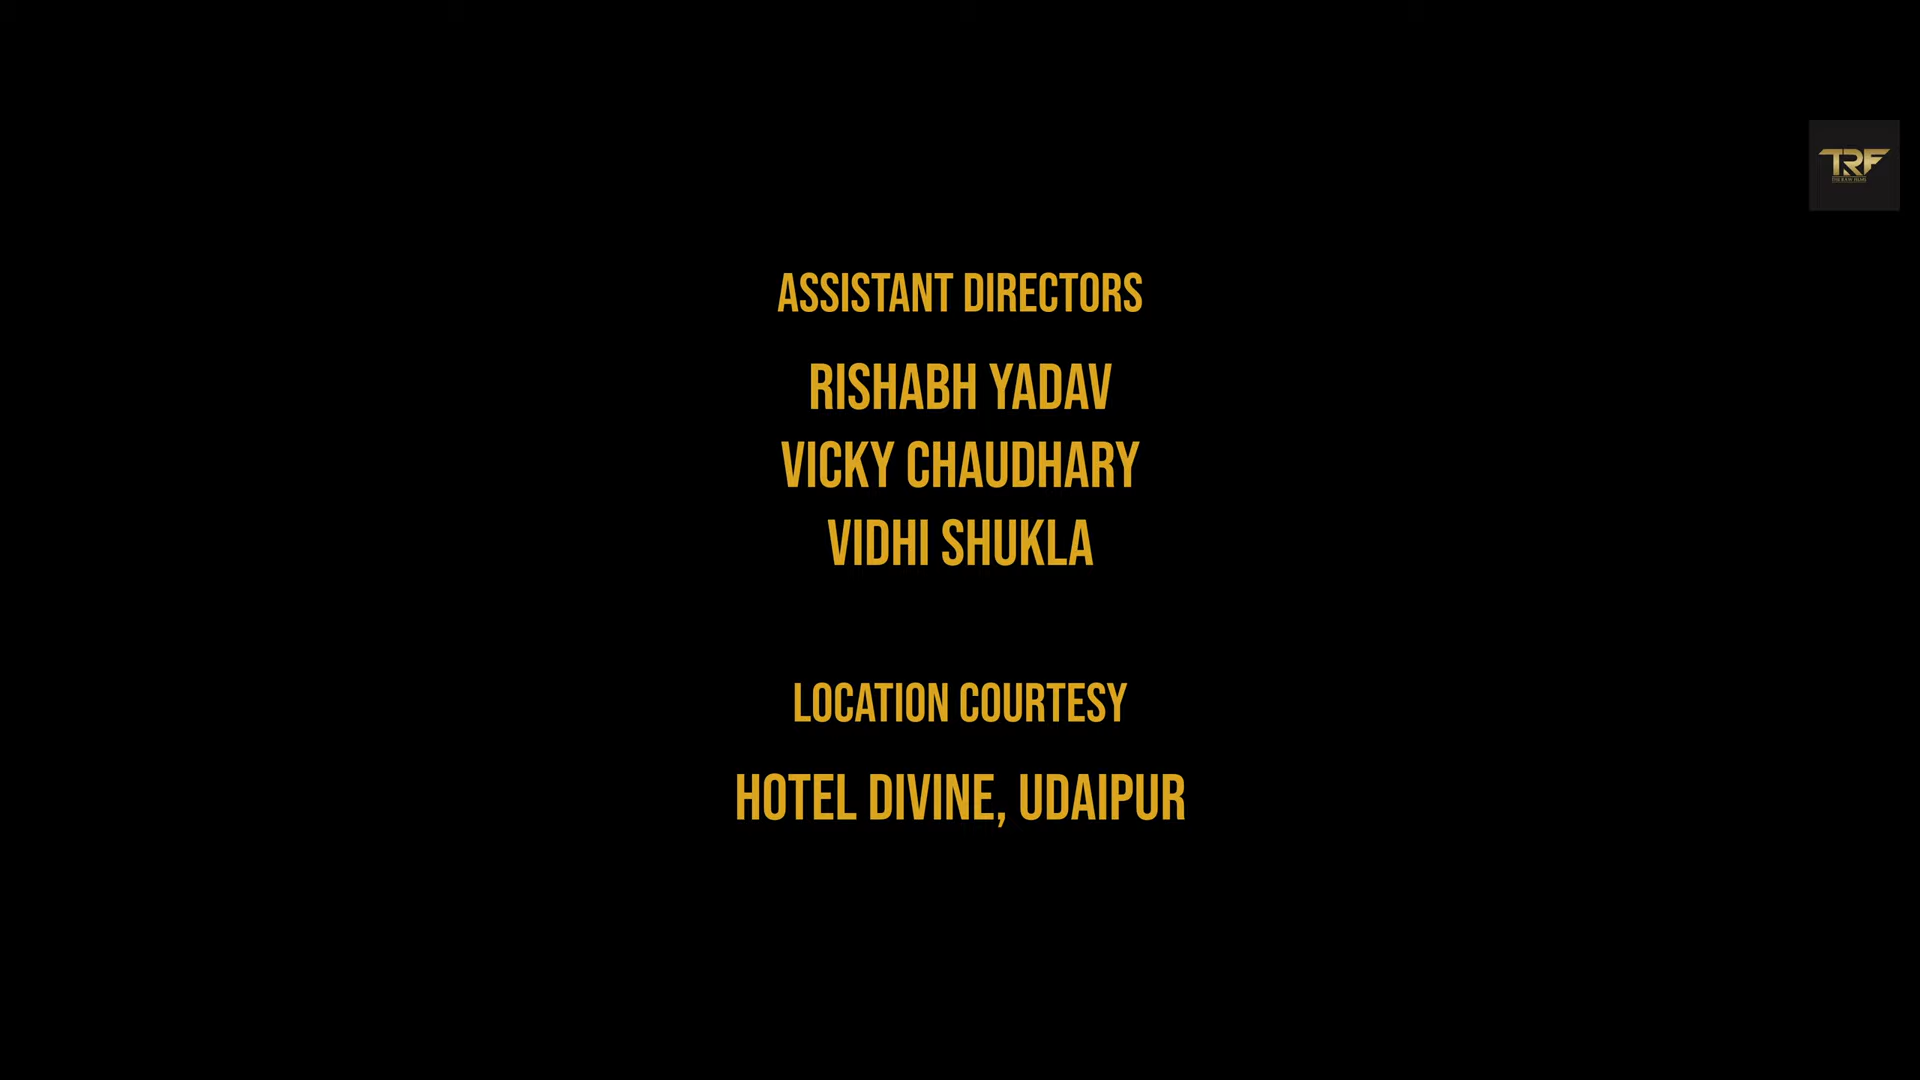 TRF
ASSISTANT DIRECTORS
RISHABH YADAV
VICKY CHAUDHARY
VIDHI SHUKLA
LOCATION COURTESY
HOTEL DIVINE, UDAIPUR